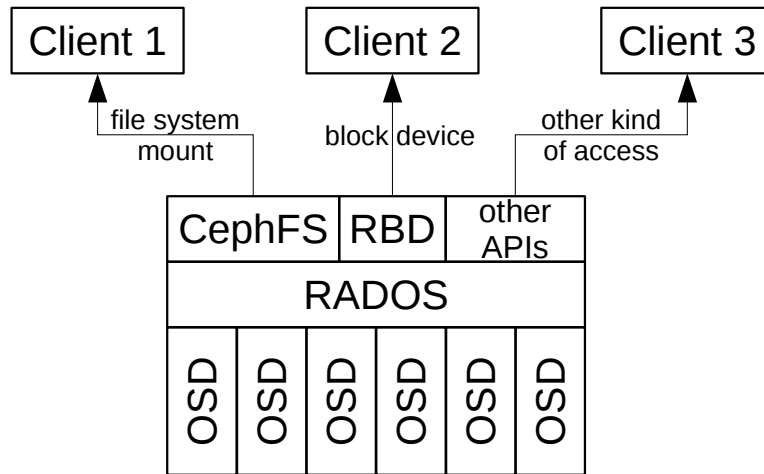 Client 1
Client 2
Client 3
file system
mount
block device
other kind
of access
CephFS
RBD
other
APIs
RADOS
OSD
OSD
OSD
OSD
OSD
OSD